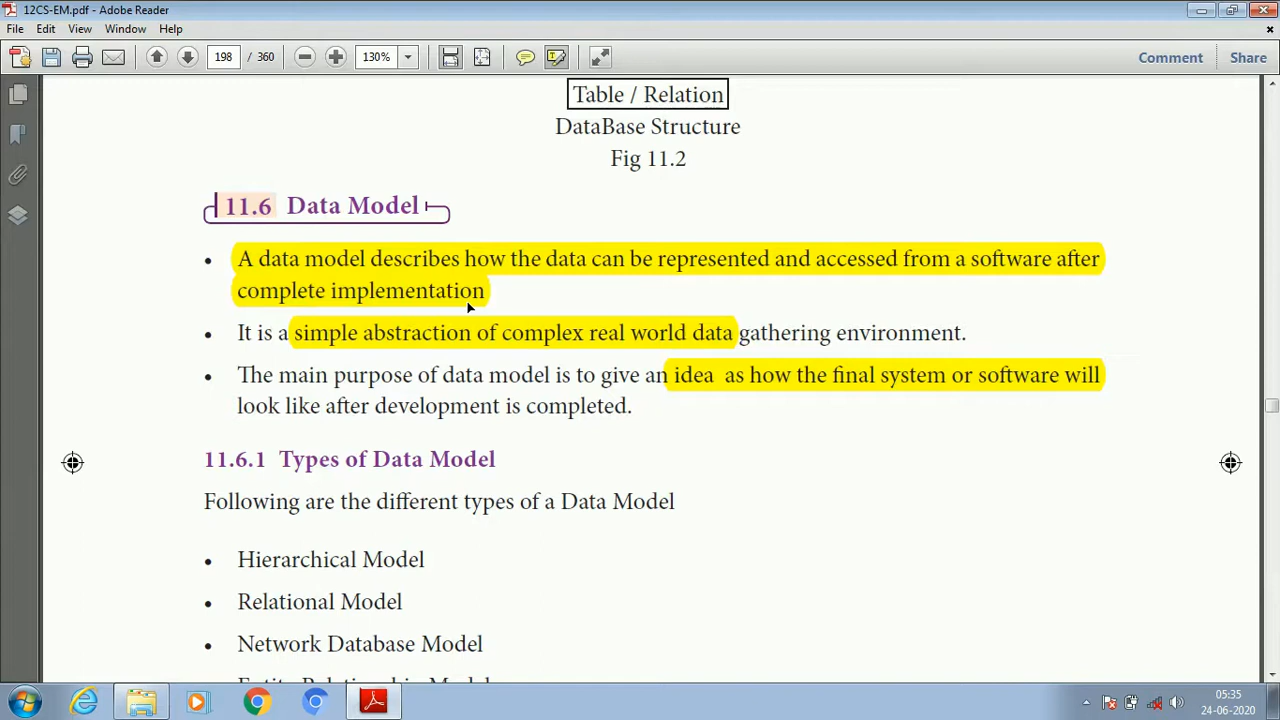 12CS-EM.pdf - Adobe Reader
File Edit View Window Help
198 / 360 130% Comment Share
Table / Relation
DataBase Structure
Fig 11.2
11.6 Data Model
• A data model describes how the data can be represented and accessed from a software after
complete implementation
• It is a simple abstraction of complex real world data gathering environment.
• The main purpose of data model is to give an idea as how the final system or software will
look like after development is completed.
11.6.1 Types of Data Model
Following are the different types of a Data Model
• Hierarchical Model
• Relational Model
• Network Database Model
Entity Relationship Model
05:35
24-06-2020